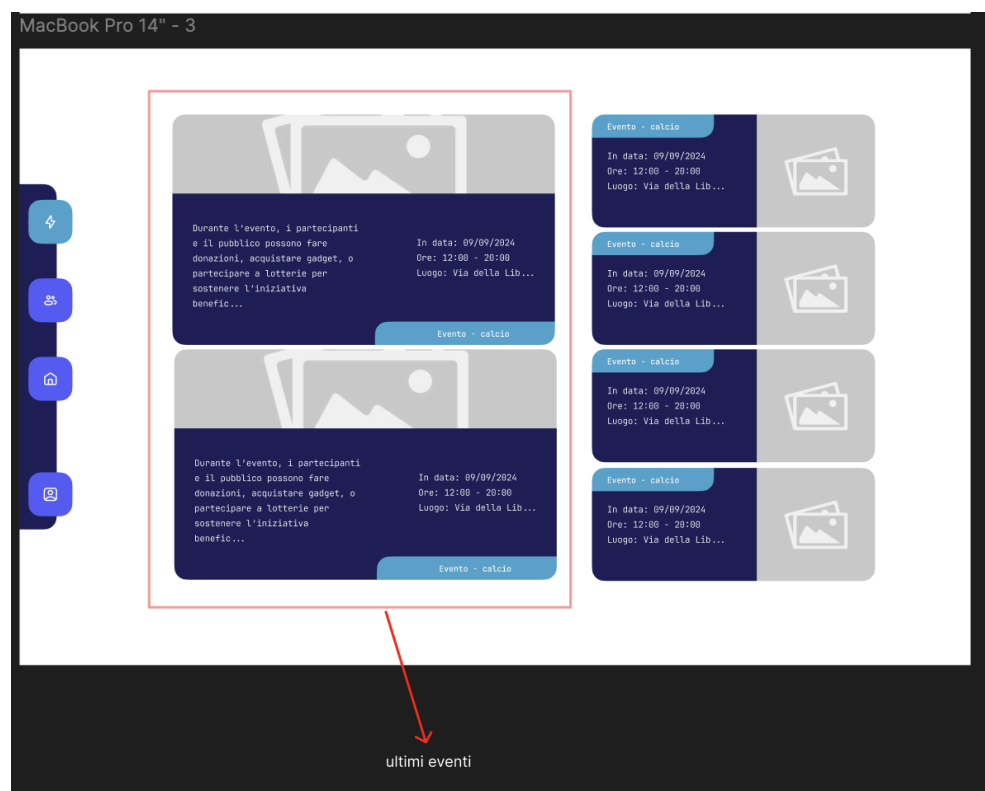 MacBook Pro 14" - 3
Durante l'evento, i partecipanti
e il pubblico possono fare
donazioni, acquistare gadget, o
partecipare a lotterie per
sostenere l'iniziativa
benefic...
In data: 09/09/2024
Ore: 12:00 - 20:00
Luogo: Via della Lib...
Evento - calcio
Durante l'evento, i partecipanti
e il pubblico possono fare
donazioni, acquistare gadget, o
partecipare a lotterie per
sostenere l'iniziativa
benefic...
In data: 09/09/2024
Ore: 12:00 - 20:00
Luogo: Via della Lib...
Evento - calcio
Evento - calcio
In data: 09/09/2024
Ore: 12:00 - 20:00
Luogo: Via della Lib...
Evento - calcio
In data: 09/09/2024
Ore: 12:00 - 20:00
Luogo: Via della Lib...
Evento - calcio
In data: 09/09/2024
Ore: 12:00 - 20:00
Luogo: Via della Lib...
Evento - calcio
In data: 09/09/2024
Ore: 12:00 - 20:00
Luogo: Via della Lib...
ultimi eventi